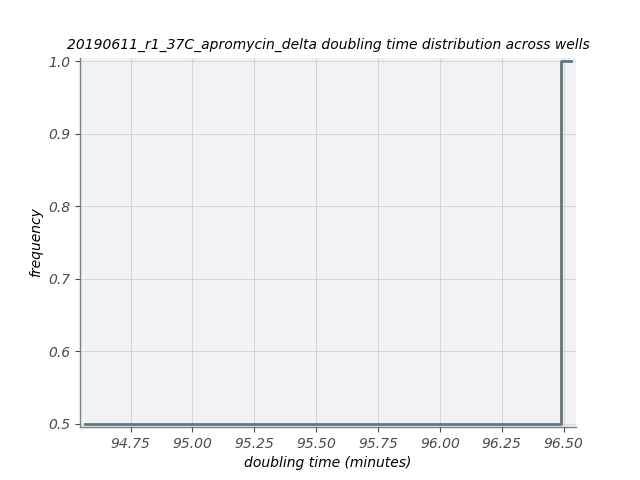 20190611_r1_37C_apromycin_delta doubling time distribution across wells
1.0
0.9
0.8
0.7
0.6
0.5
frequency
94.75 95.00 95.25 95.50 95.75 96.00 96.25 96.50
doubling time (minutes)